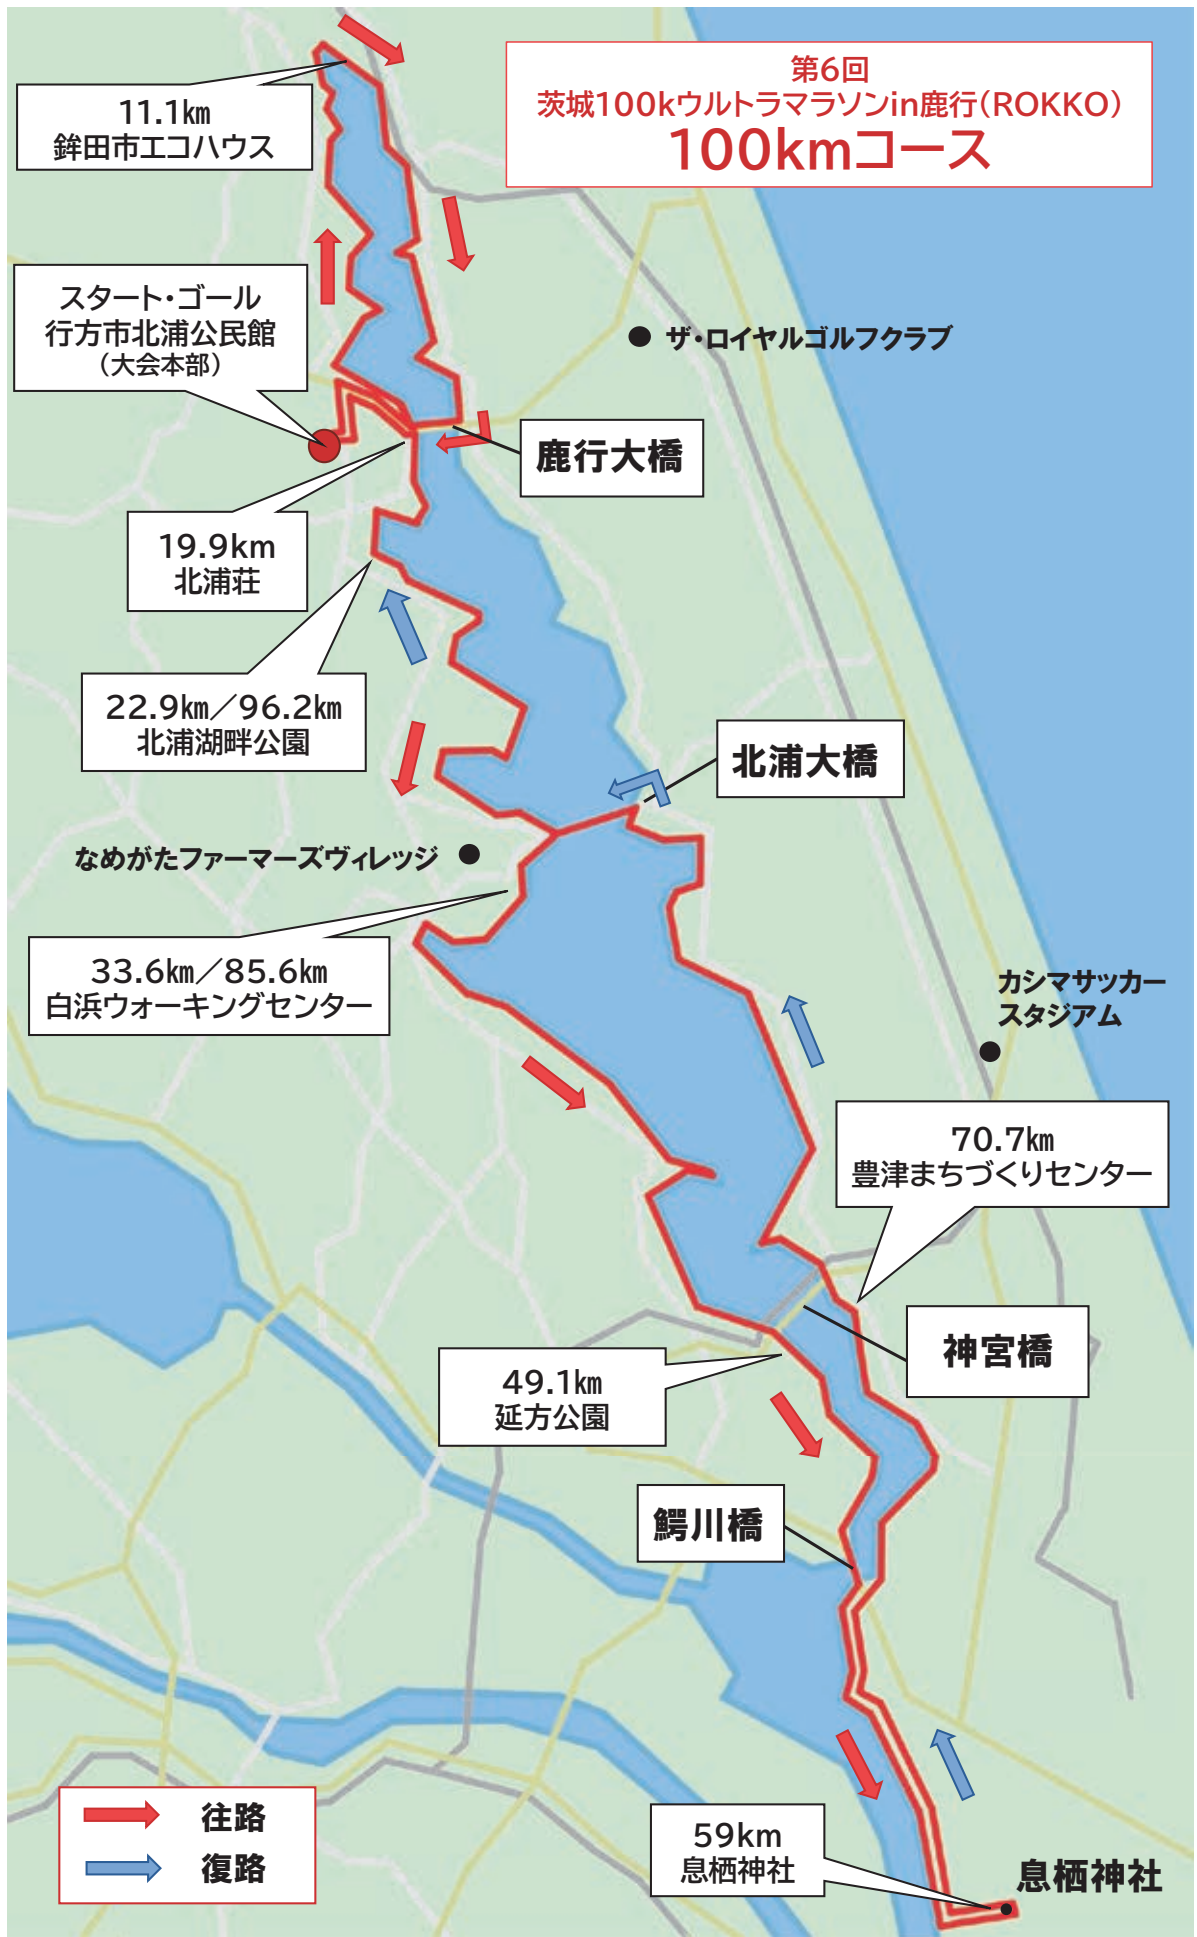 第6回
茨城100kウルトラマラソンin鹿行(ROKKO)
100kmコース
11.1㎞
鉾田市エコハウス
スタート・ゴール
行方市北浦公民館
(大会本部)
ザ・ロイヤルゴルフクラブ
鹿行大橋
19.9km
北浦荘
22.9㎞／96.2㎞
北浦湖畔公園
北浦大橋
なめがたファーマーズヴィレッジ
33.6㎞／85.6㎞
白浜ウォーキングセンター
カシマサッカー
スタジアム
70.7㎞
豊津まちづくりセンター
神宮橋
49.1㎞
延方公園
鰐川橋
往路
復路
59km
息栖神社
息栖神社